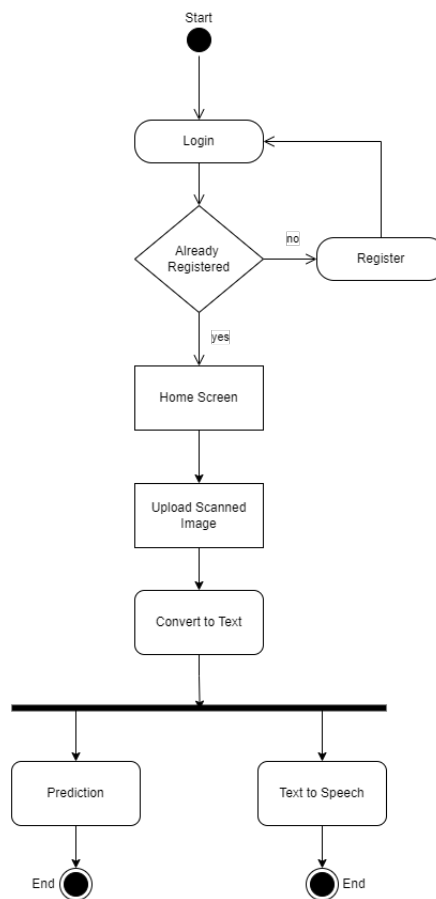 Start
Login
Already
Registered
no
Register
yes
Home Screen
Upload Scanned
Image
Convert to Text
Prediction
Text to Speech
End
End